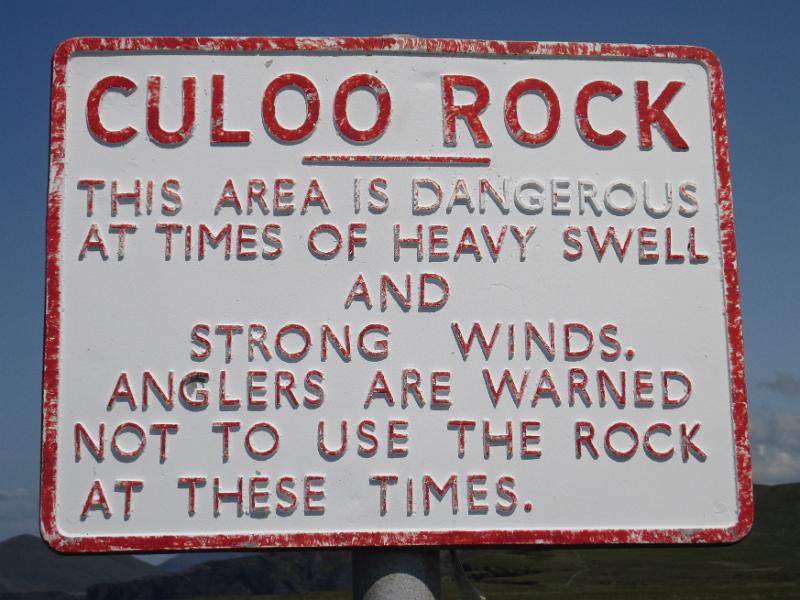 CULOO ROCK
THIS AREA IS DANGEROUS
AT TIMES OF HEAVY SWELL
AND
STRONG WINDS.
ANGLERS ARE WARNED
NOT TO USE THE ROCK
AT THESE TIMES.